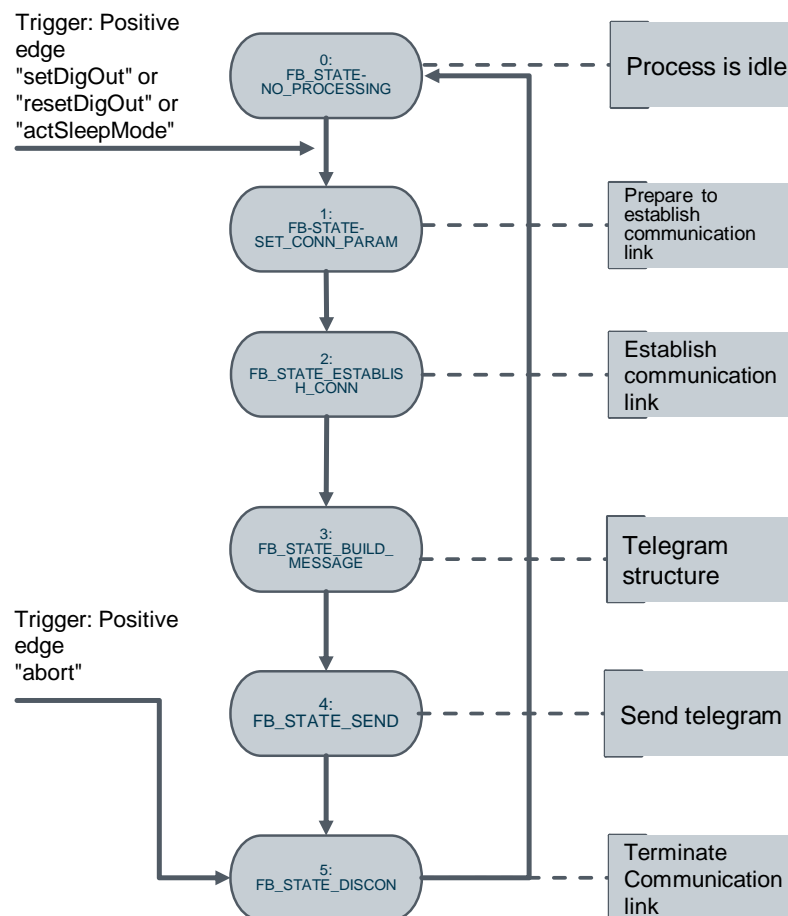 Trigger: Positive
edge
"setDigOut" or
"resetDigOut" or
"actSleepMode"
0:
FB_STATE-
NO_PROCESSING
Process is idle
1:
FB-STATE-
SET_CONN_PARAM
Prepare to
establish
communication
link
2:
FB_STATE_ESTABLIS
H_CONN
Establish
communication
link
3:
FB_STATE_BUILD_
MESSAGE
Telegram
structure
Trigger: Positive
edge
"abort"
4:
FB_STATE_SEND
Send telegram
5:
FB_STATE_DISCON
Terminate
Communication
link